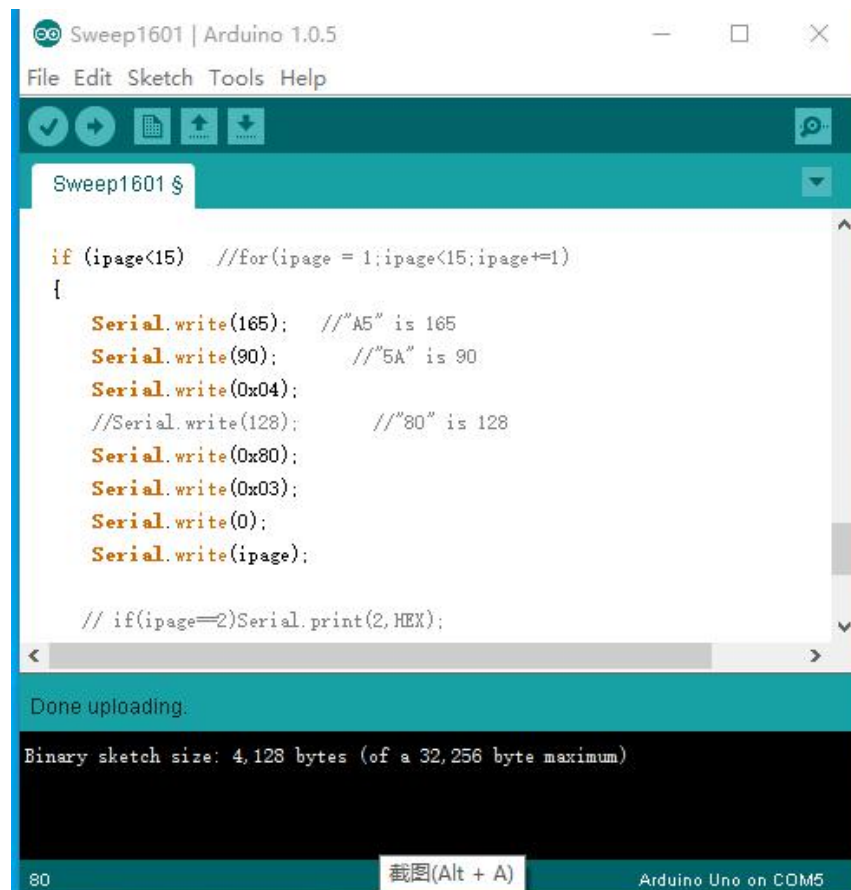 Sweep1601 | Arduino 1.0.5
File Edit Sketch Tools Help
Sweep1601 §
if (ipage<15)   //for(ipage = 1;ipage<15;ipage+=1)
{
Serial.write(165);   //"A5" is 165
Serial.write(90);   //"5A" is 90
Serial.write(0x04);
//Serial.write(128);   //"80" is 128
Serial.write(0x80);
Serial.write(0x03);
Serial.write(0);
Serial.write(ipage);
// if(ipage==2)Serial.print(2,HEX);
Done uploading.
Binary sketch size: 4,128 bytes (of a 32,256 byte maximum)
截图(Alt + A)
80 Arduino Uno on COM5